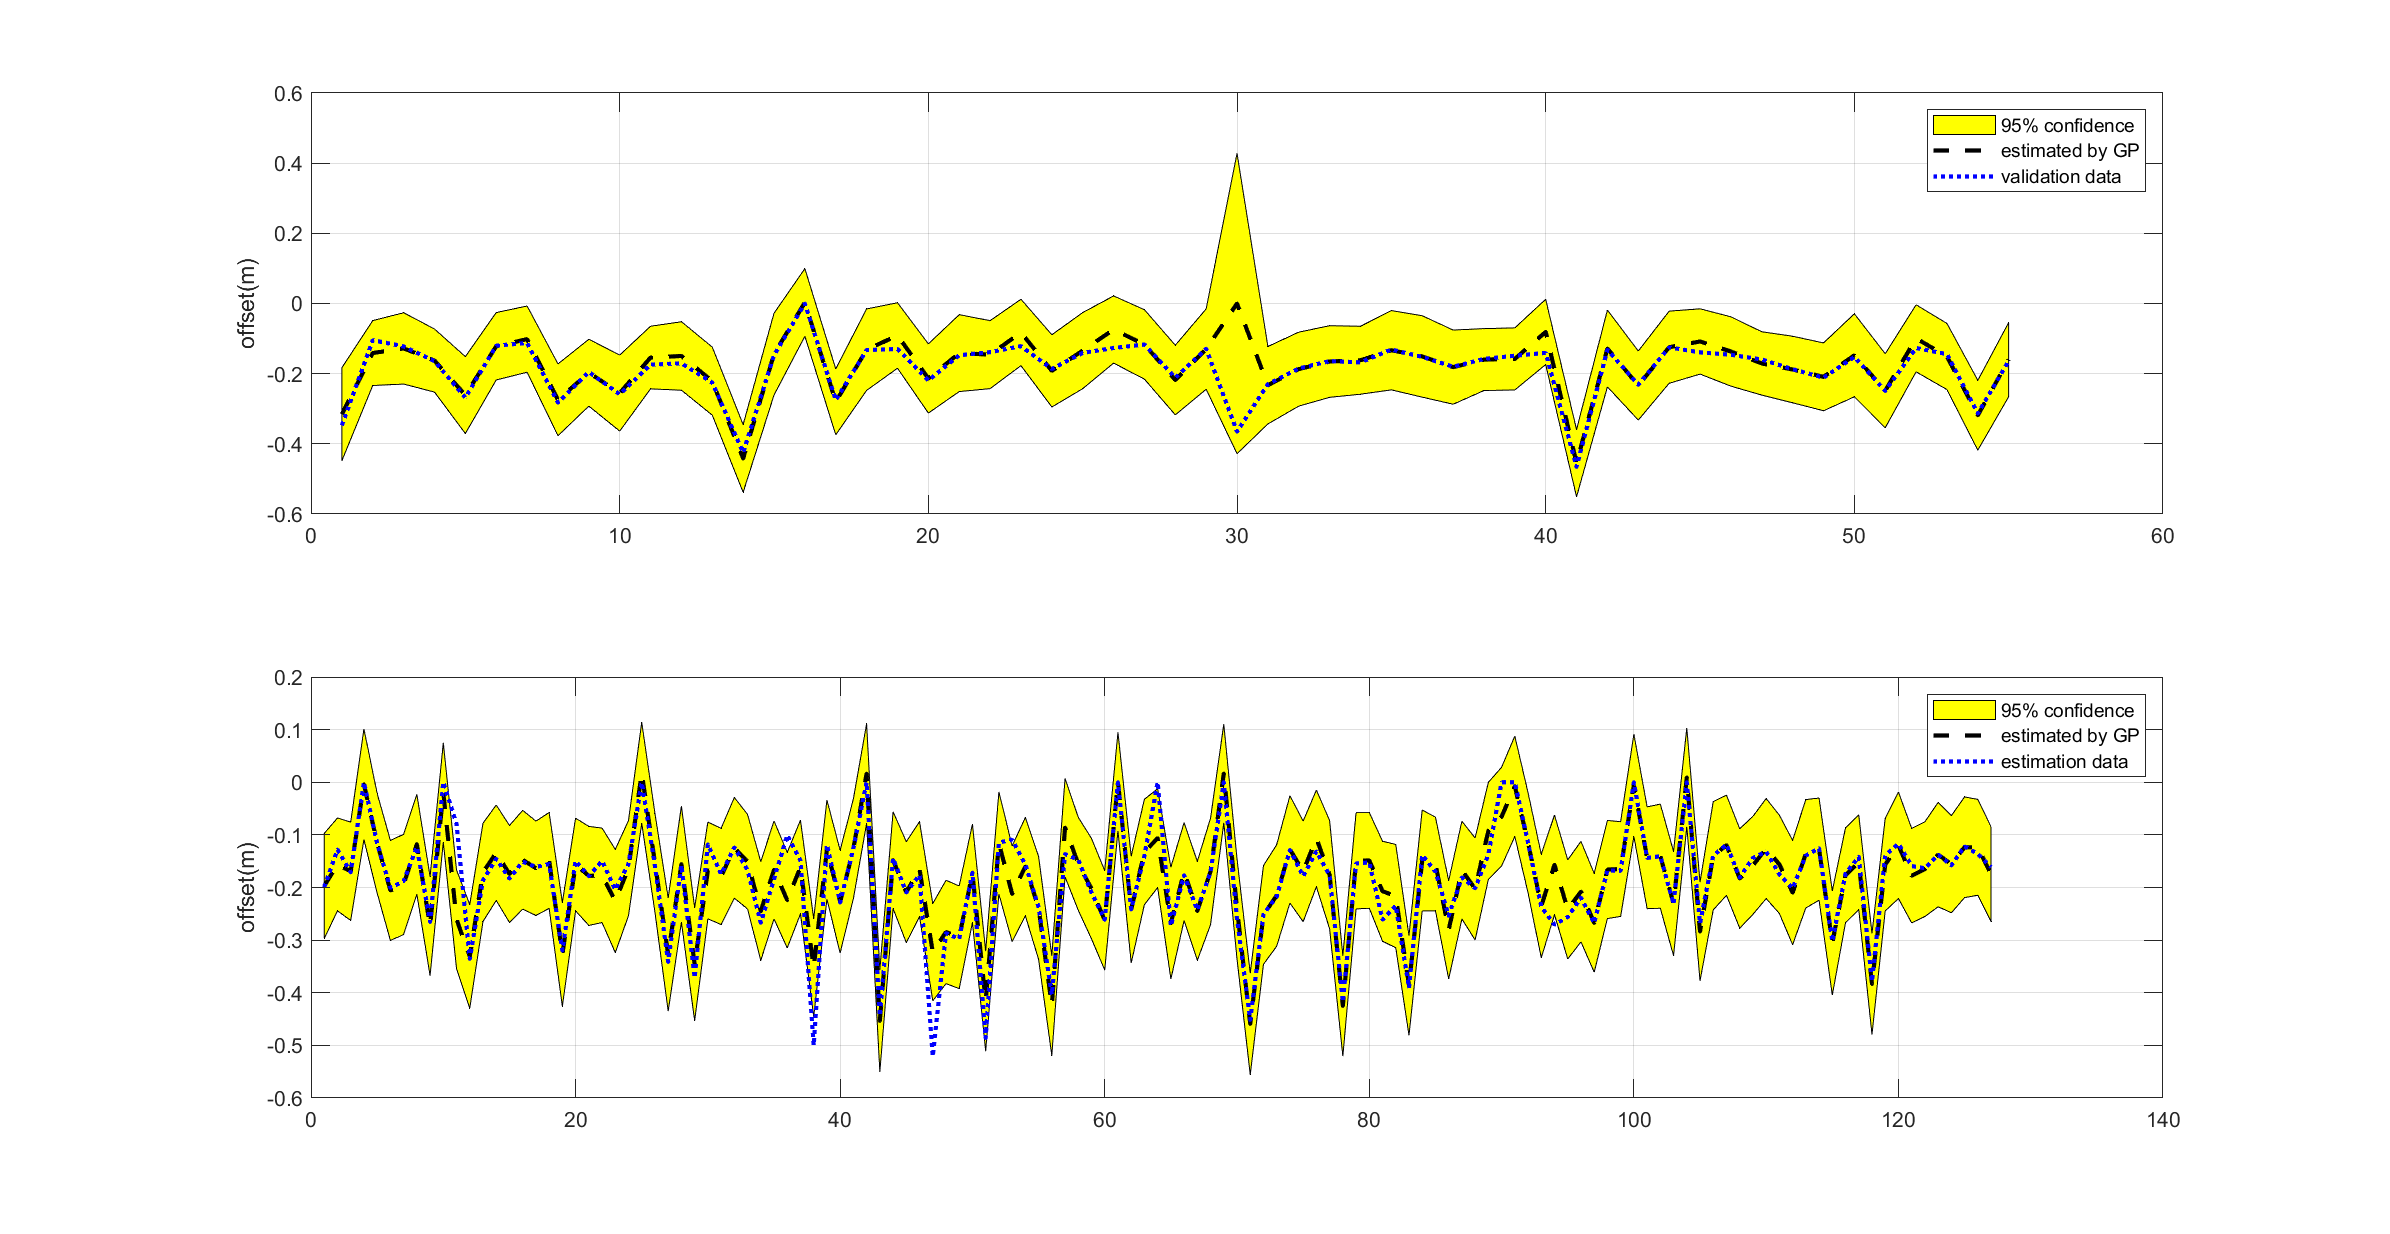 0.6
0.4
0.2
0
-0.2
-0.4
-0.6
offset(m)
0 10 20 30 40 50 60
95% confidence
estimated by GP
validation data
0.2
0.1
0
-0.1
-0.2
-0.3
-0.4
-0.5
-0.6
offset(m)
0 20 40 60 80 100 120 140
95% confidence
estimated by GP
estimation data